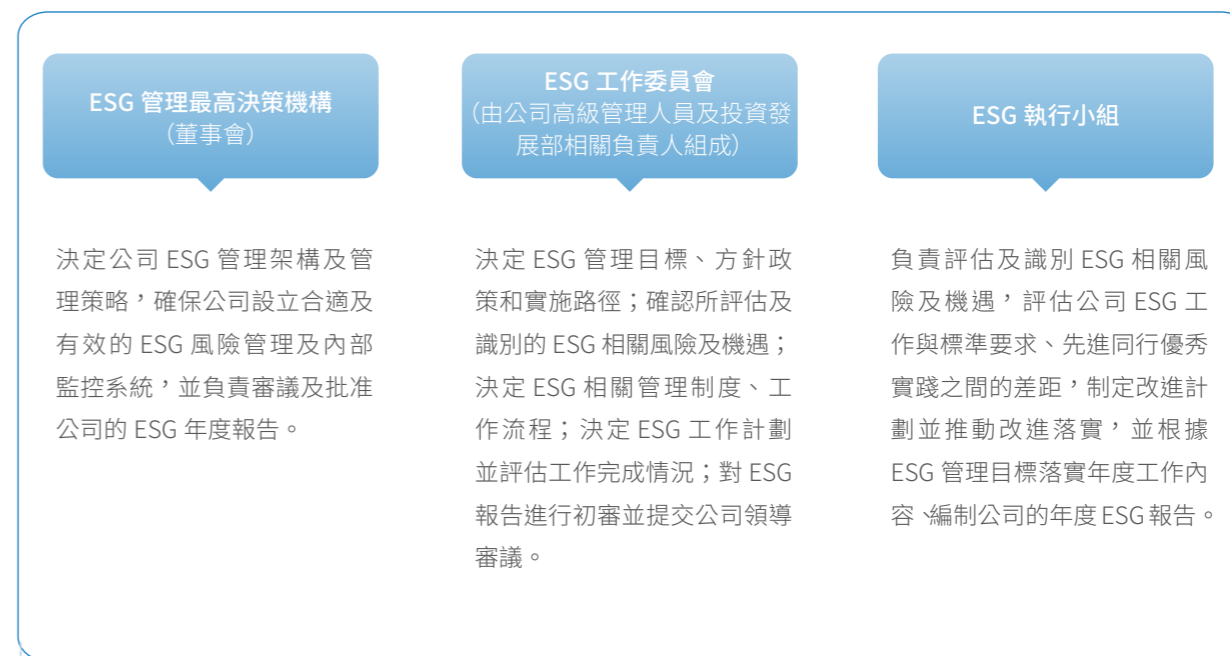 ESG 管理最高決策機構
（董事會）
決定公司 ESG 管理架構及管
理策略，確保公司設立合適及
有效的 ESG 風險管理及內部
監控系統，並負責審議及批准
公司的 ESG 年度報告。
ESG 工作委員會
（由公司高級管理人員及投資發
展部相關負責人組成）
決定 ESG 管理目標、方針政
策和實施路徑；確認所評估及
識別的 ESG 相關風險及機遇；
決定 ESG 相關管理制度、工
作流程；決定 ESG 工作計劃
並評估工作完成情況；對 ESG
報告進行初審並提交公司領導
審議。
ESG 執行小組
負責評估及識別 ESG 相關風
險及機遇，評估公司 ESG 工
作與標準要求、先進同行優秀
實踐之間的差距，制定改進計
劃並推動改進落實，並根據
ESG 管理目標落實年度工作內
容、編制公司的年度 ESG 報告。